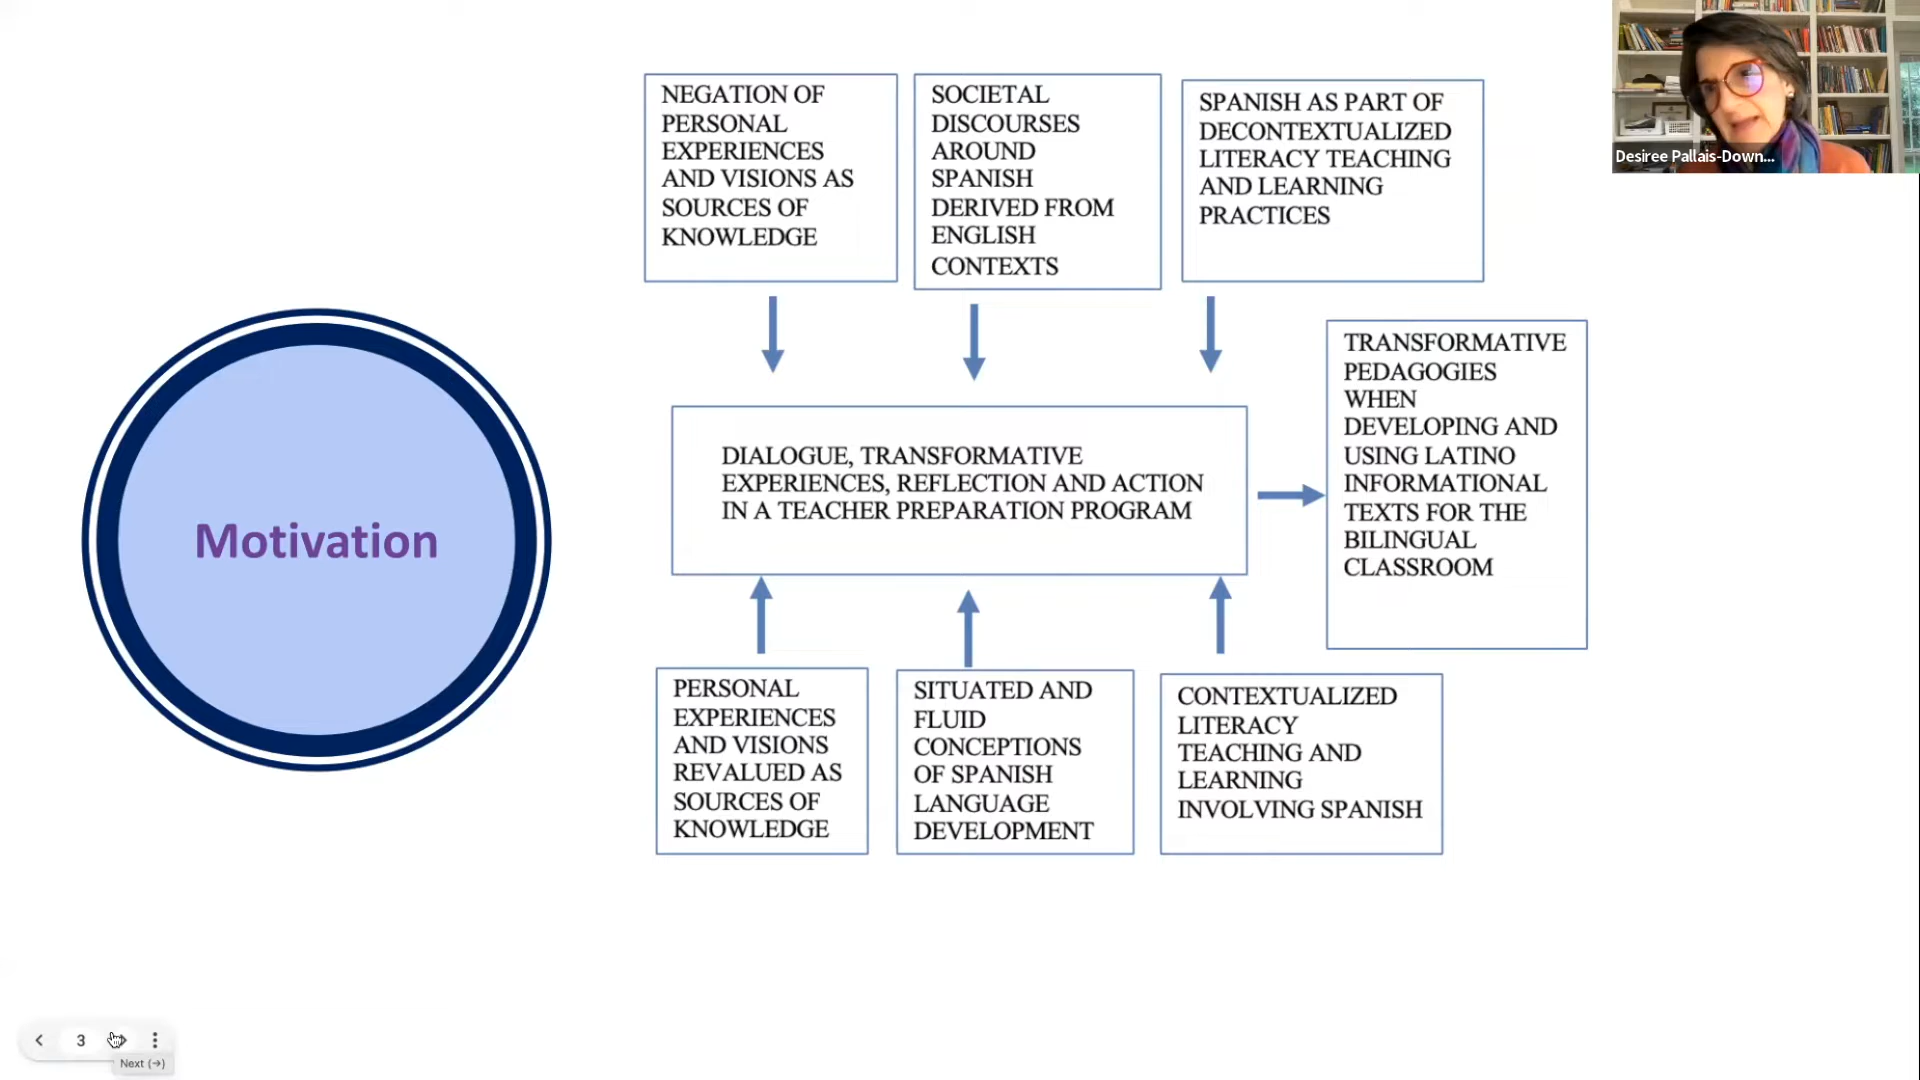 NEGATION OF
PERSONAL
EXPERIENCES
AND VISIONS AS
SOURCES OF
KNOWLEDGE
SOCIETAL
DISCOURSES
AROUND
SPANISH
DERIVED FROM
ENGLISH
CONTEXTS
SPANISH AS PART OF
DECONTEXTUALIZED
LITERACY TEACHING
AND LEARNING
PRACTICES
Desiree Pallais-Down...
Motivation
DIALOGUE, TRANSFORMATIVE
EXPERIENCES, REFLECTION AND ACTION
IN A TEACHER PREPARATION PROGRAM
TRANSFORMATIVE
PEDAGOGIES
WHEN
DEVELOPING AND
USING LATINO
INFORMATIONAL
TEXTS FOR THE
BILINGUAL
CLASSROOM
PERSONAL
EXPERIENCES
AND VISIONS
REVALUED AS
SOURCES OF
KNOWLEDGE
SITUATED AND
FLUID
CONCEPTIONS
OF SPANISH
LANGUAGE
DEVELOPMENT
CONTEXTUALIZED
LITERACY
TEACHING AND
LEARNING
INVOLVING SPANISH
3
Next (→)